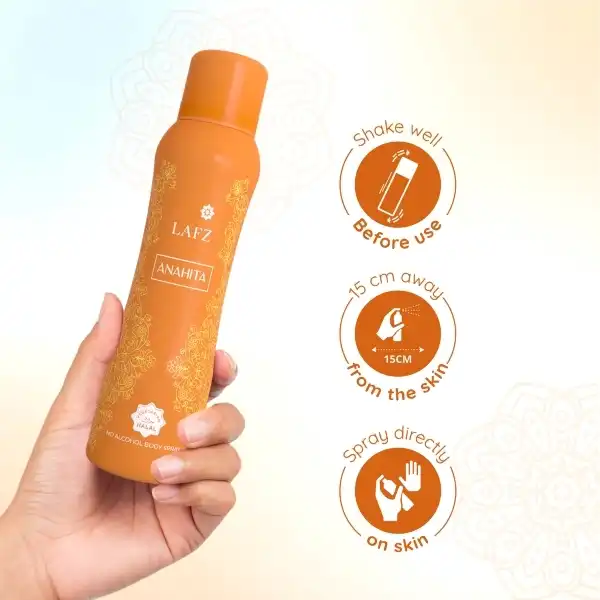 LAFZ
ANAHITA
HALAL
NO ALCOHOL BODY SPRAY
Shake well
Before use
15 cm away
15CM
from the skin
Spray directly
on skin